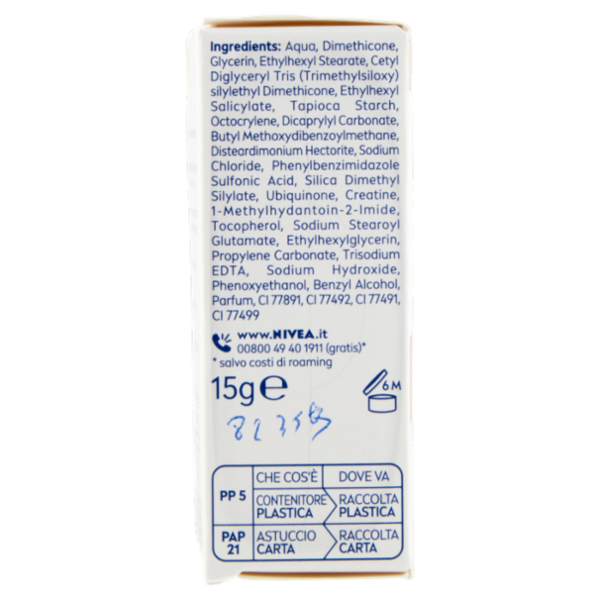 Ingredients: Aqua, Dimethicone,
Glycerin, Ethylhexyl Stearate, Cetyl
Diglyceryl Tris (Trimethylsiloxy)
silylethyl Dimethicone, Ethylhexyl
Salicylate, Tapioca Starch,
Octocrylene, Dicaprylyl Carbonate,
Butyl Methoxydibenzoylmethane,
Disteardimonium Hectorite, Sodium
Chloride, Phenylbenzimidazole
Sulfonic Acid, Silica Dimethyl
Silylate, Ubiquinone, Creatine,
1-Methylhydantoin-2-Imide,
Tocopherol, Sodium Stearoyl
Glutamate, Ethylhexylglycerin,
Propylene Carbonate, Trisodium
EDTA, Sodium Hydroxide,
Phenoxyethanol, Benzyl Alcohol,
Parfum, CI 77891, CI 77492, CI 77491,
CI 77499
www.NIVEA.it
00800 49 40 1911 (gratis)*
* salvo costi di roaming
15g℮
6 M
CHE COS'È DOVE VA
PP 5 CONTENITORE PLASTICA RACCOLTA PLASTICA
PAP 21 ASTUCCIO CARTA RACCOLTA CARTA